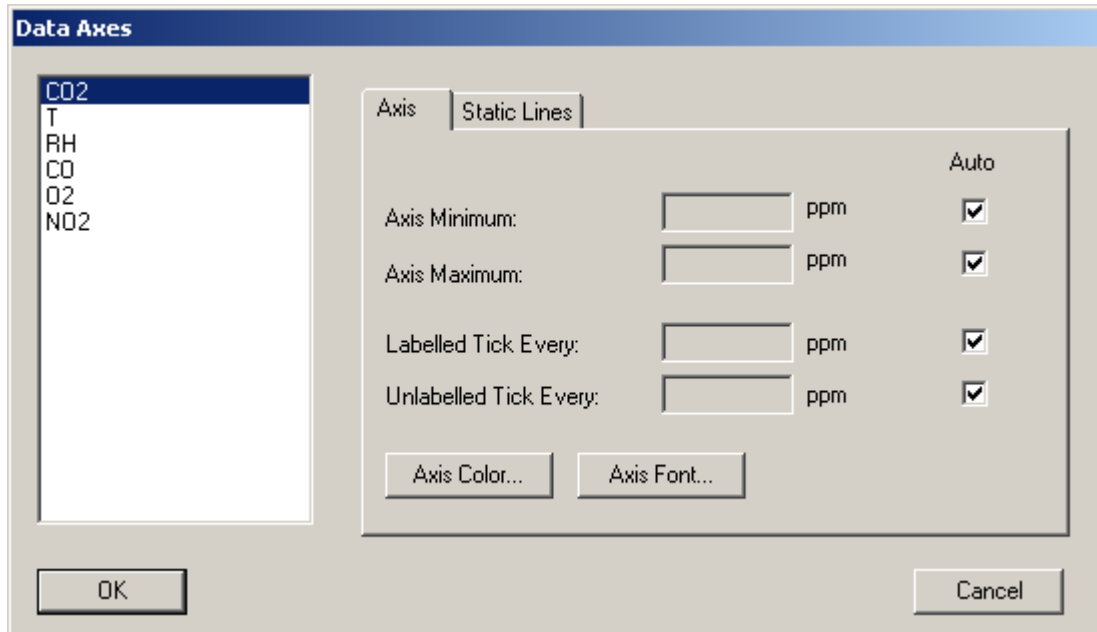 Data Axes
CO2
T
RH
CO
O2
NO2
Axis
Static Lines
Auto
Axis Minimum:
ppm
Axis Maximum:
ppm
Labelled Tick Every:
ppm
Unlabelled Tick Every:
ppm
Axis Color...
Axis Font...
OK
Cancel